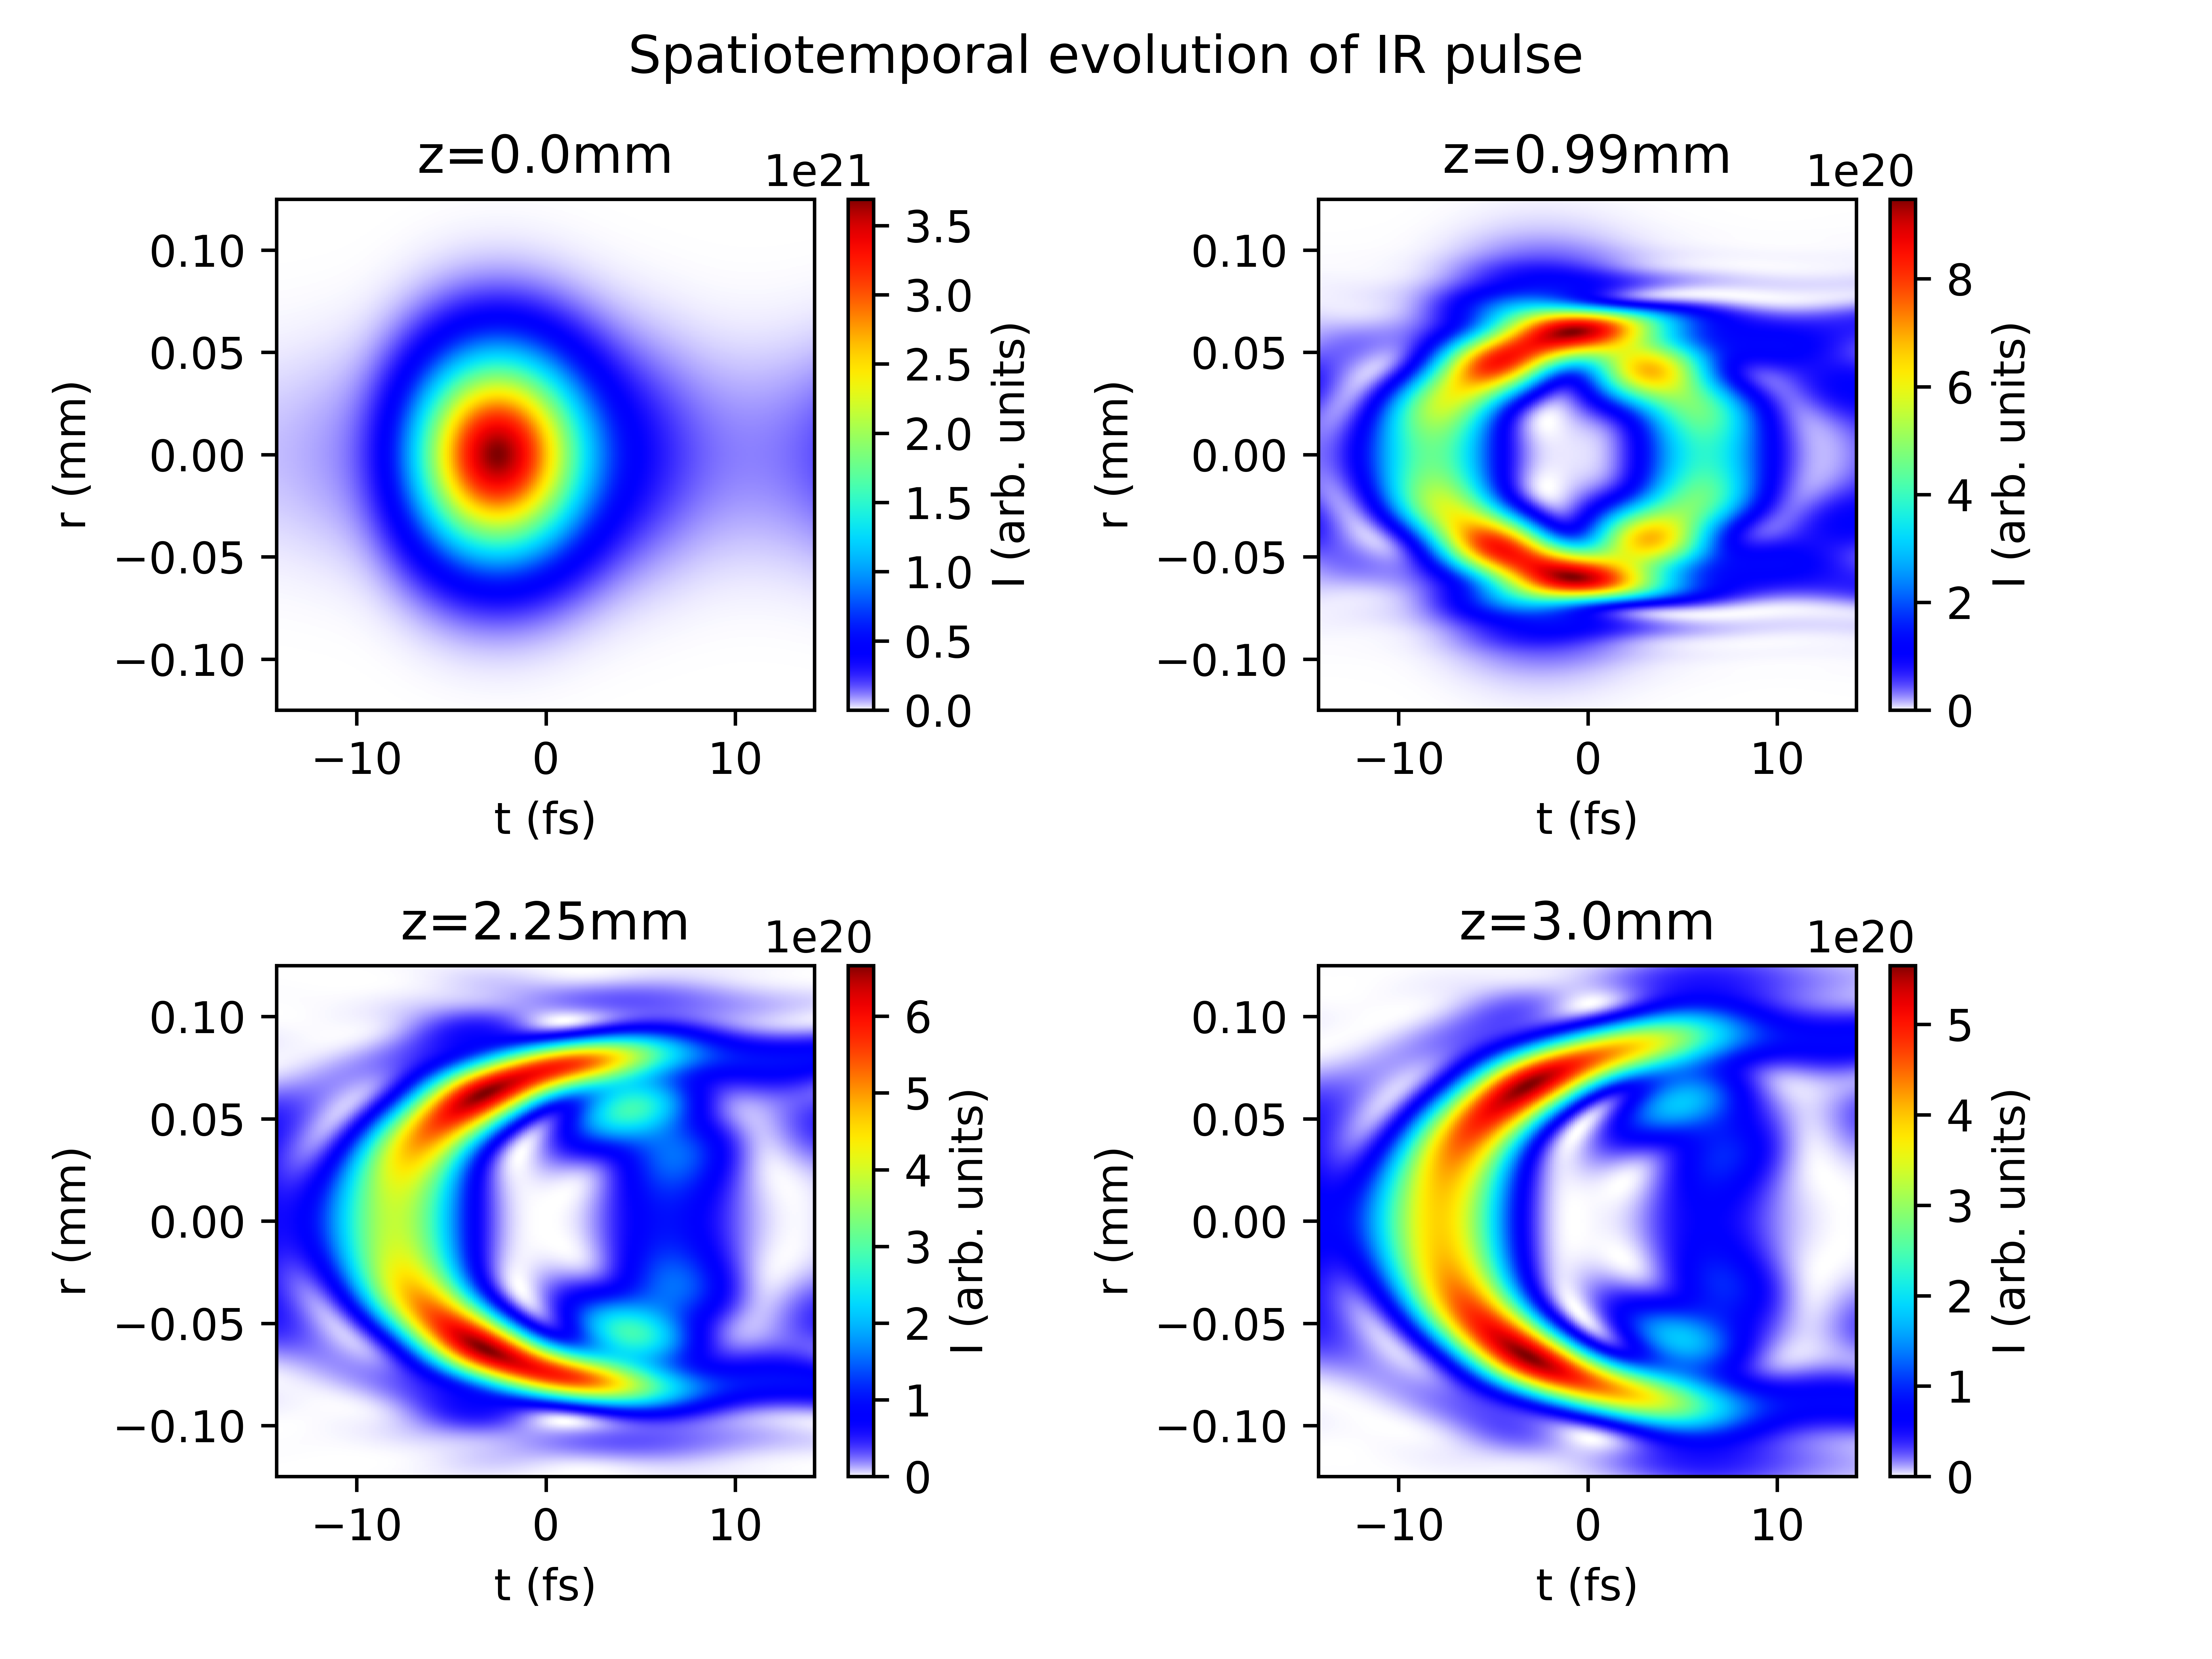 Spatiotemporal evolution of IR pulse
z=0.0mm
1e21
0.10
0.05
0.00
−0.05
−0.10
r (mm)
−10 0 10
t (fs)
3.5
3.0
2.5
2.0
1.5
1.0
0.5
0.0
I (arb. units)
z=0.99mm
1e20
0.10
0.05
0.00
−0.05
−0.10
r (mm)
−10 0 10
t (fs)
8
6
4
2
0
I (arb. units)
z=2.25mm
1e20
0.10
0.05
0.00
−0.05
−0.10
r (mm)
−10 0 10
t (fs)
6
5
4
3
2
1
0
I (arb. units)
z=3.0mm
1e20
0.10
0.05
0.00
−0.05
−0.10
r (mm)
−10 0 10
t (fs)
5
4
3
2
1
0
I (arb. units)